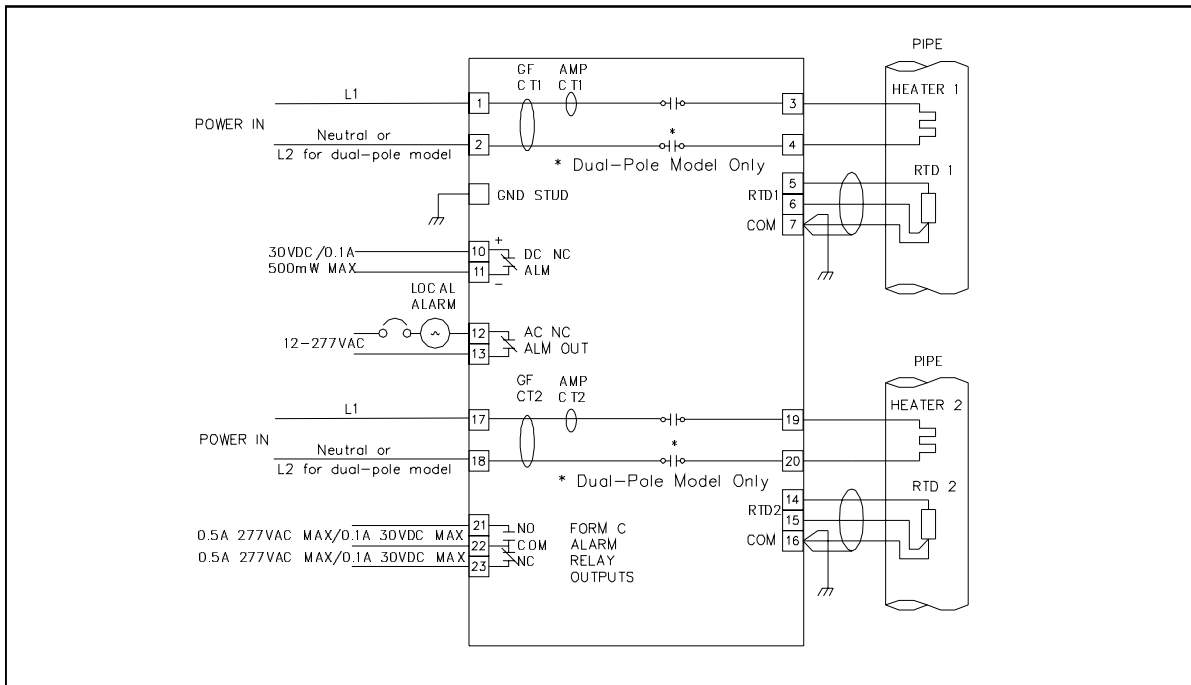 PIPE
GF AMP
CT1 CT1
HEATER 1
L1
1
3
POWER IN
Neutral or
L2 for dual-pole model
2
*
4
* Dual-Pole Model Only
RTD 1
5
RTD1
6
GND STUD
COM
7
30VDC/0.1A
10
+
DC NC
500mW MAX
11
ALM
−
LOCAL
ALARM
~
12
AC NC
12-277VAC
13
ALM OUT
PIPE
GF AMP
CT2 CT2
HEATER 2
L1
17
19
POWER IN
Neutral or
L2 for dual-pole model
18
*
20
* Dual-Pole Model Only
RTD 2
14
RTD2
15
COM
16
21
NO
FORM C
0.5A 277VAC MAX/0.1A 30VDC MAX
22
COM
ALARM
0.5A 277VAC MAX/0.1A 30VDC MAX
23
NC
RELAY
OUTPUTS